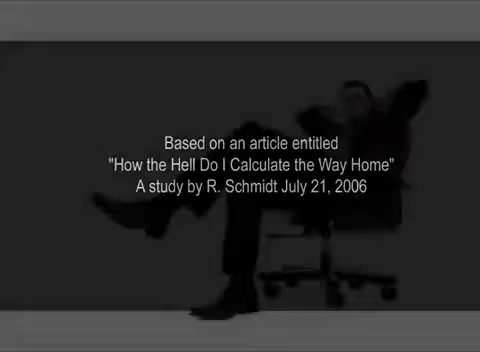 Based on an article entitled
"How the Hell Do I Calculate the Way Home"
A study by R. Schmidt July 21, 2006